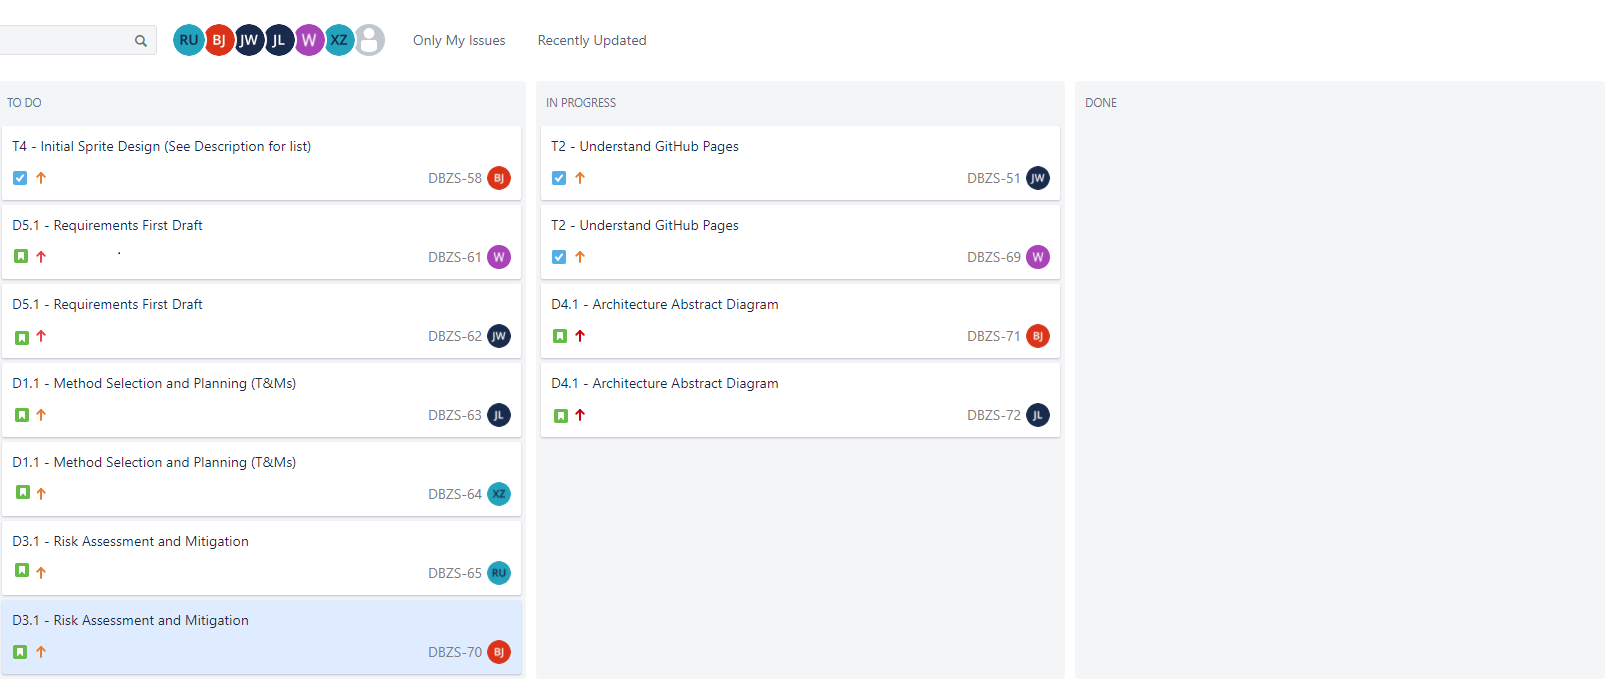 RU BJ JW JL W XZ Only My Issues Recently Updated
TO DO
T4 - Initial Sprite Design (See Description for list)
DBZS-58 BJ
D5.1 - Requirements First Draft
DBZS-61 W
D5.1 - Requirements First Draft
DBZS-62 JW
D1.1 - Method Selection and Planning (T&Ms)
DBZS-63 JL
D1.1 - Method Selection and Planning (T&Ms)
DBZS-64 XZ
D3.1 - Risk Assessment and Mitigation
DBZS-65 RU
D3.1 - Risk Assessment and Mitigation
DBZS-70 BJ
IN PROGRESS
T2 - Understand GitHub Pages
DBZS-51 JW
T2 - Understand GitHub Pages
DBZS-69 W
D4.1 - Architecture Abstract Diagram
DBZS-71 BJ
D4.1 - Architecture Abstract Diagram
DBZS-72 JL
DONE